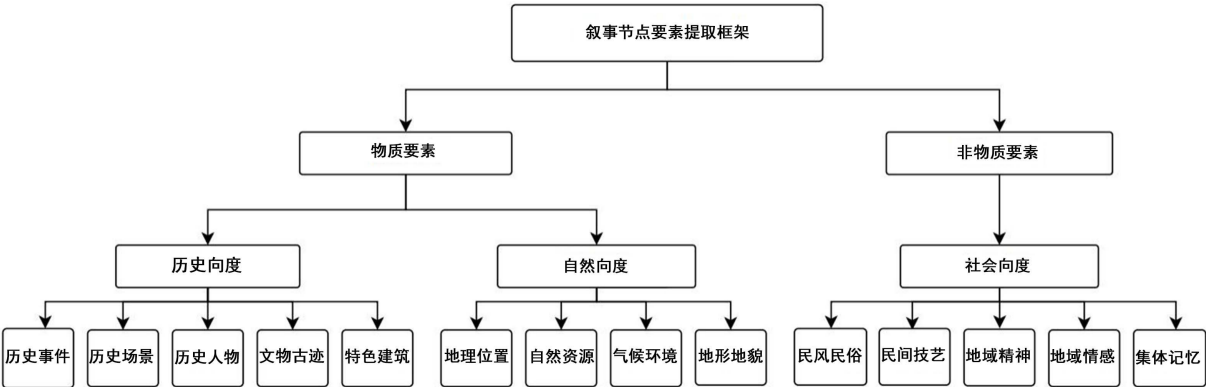 叙事节点要素提取框架
物质要素
非物质要素
历史向度
自然向度
社会向度
历史事件
历史场景
历史人物
文物古迹
特色建筑
地理位置
自然资源
气候环境
地形地貌
民风民俗
民间技艺
地域精神
地域情感
集体记忆